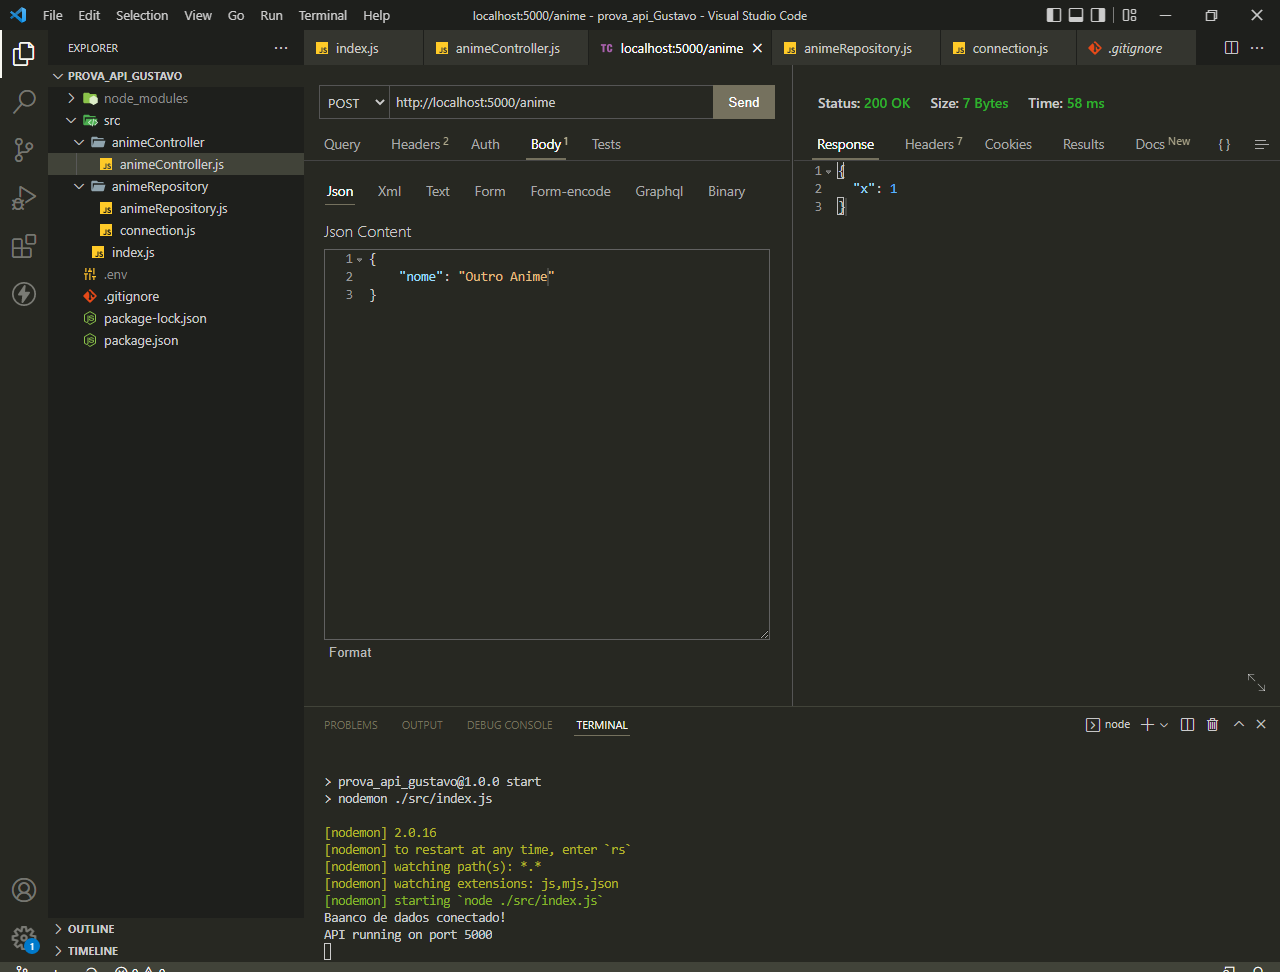 File Edit Selection View Go Run Terminal Help localhost:5000/anime - prova_api_Gustavo - Visual Studio Code
EXPLORER
PROVA_API_GUSTAVO
node_modules
src
animeController
animeController.js
animeRepository
animeRepository.js
connection.js
index.js
.env
.gitignore
package-lock.json
package.json
OUTLINE
TIMELINE
JS index.js JS animeController.js TC localhost:5000/anime JS animeRepository.js JS connection.js .gitignore
POST http://localhost:5000/anime Send
Query Headers 2 Auth Body 1 Tests
Json Xml Text Form Form-encode Graphql Binary
Json Content
1 {
2 "nome": "Outro Anime"
3 }
Format
Status: 200 OK Size: 7 Bytes Time: 58 ms
Response Headers 7 Cookies Results Docs New { }
1 {
2 "x": 1
3 }
PROBLEMS OUTPUT DEBUG CONSOLE TERMINAL node
> prova_api_gustavo@1.0.0 start
> nodemon ./src/index.js
[nodemon] 2.0.16
[nodemon] to restart at any time, enter `rs`
[nodemon] watching path(s): *.*
[nodemon] watching extensions: js,mjs,json
[nodemon] starting `node ./src/index.js`
Baanco de dados conectado!
API running on port 5000
1